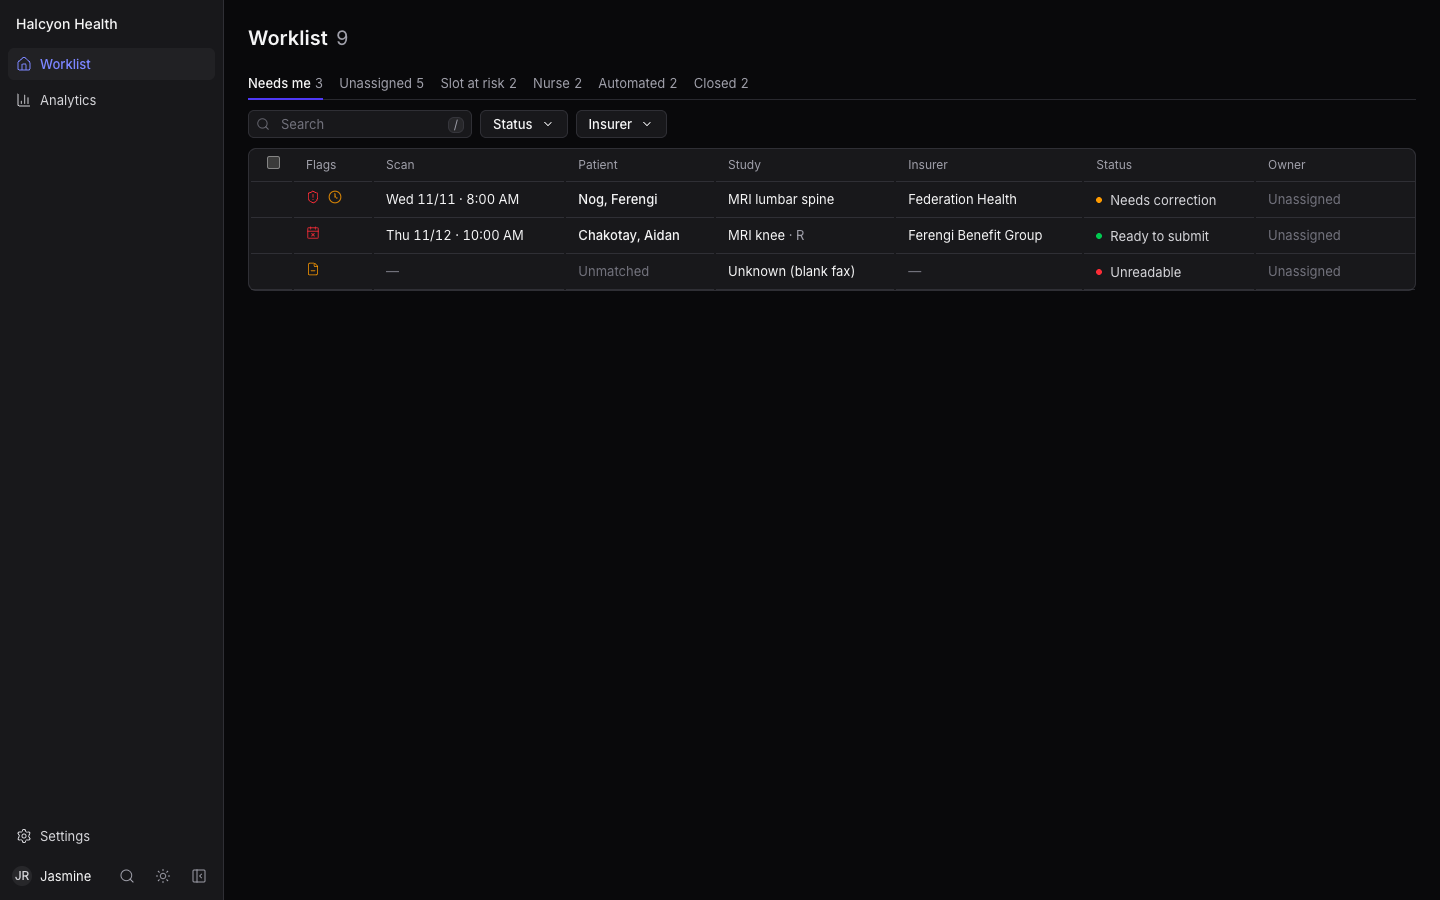 Halcyon Health
Worklist
Analytics
Settings
JR Jasmine
Worklist 9
Needs me 3 Unassigned 5 Slot at risk 2 Nurse 2 Automated 2 Closed 2
Search / Status Insurer
Flags Scan Patient Study Insurer Status Owner
Wed 11/11 · 8:00 AM Nog, Ferengi MRI lumbar spine Federation Health Needs correction Unassigned
Thu 11/12 · 10:00 AM Chakotay, Aidan MRI knee · R Ferengi Benefit Group Ready to submit Unassigned
— Unmatched Unknown (blank fax) — Unreadable Unassigned